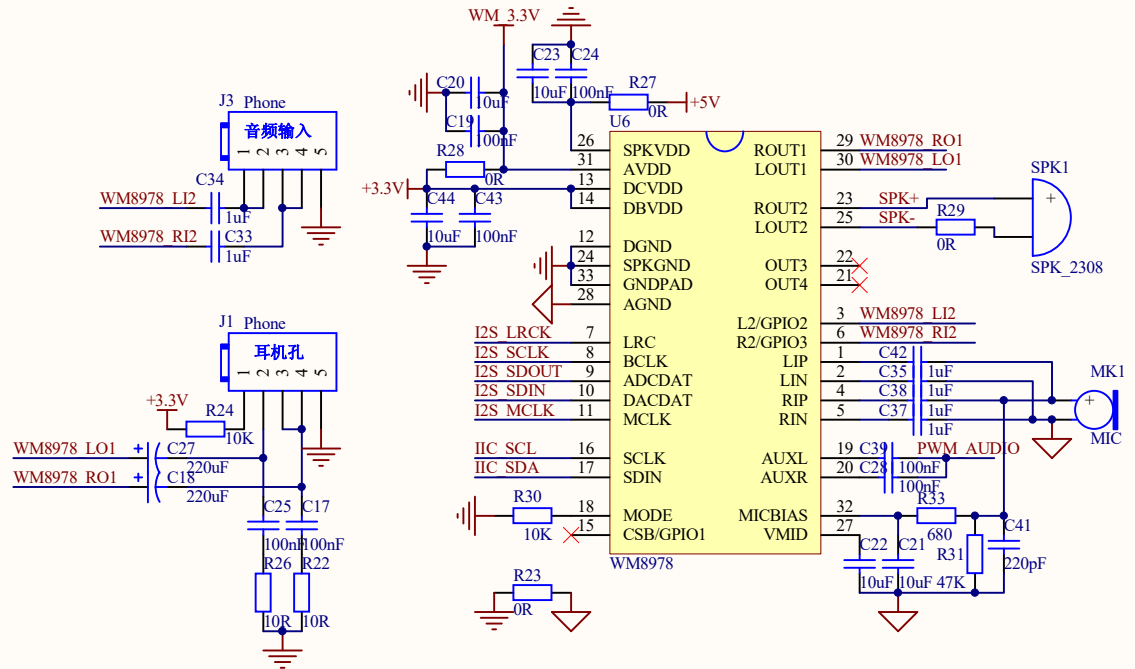 WM_3.3V
C23 C24
C20 R27
10uF 10uF 100nF +5V
0R
J3 Phone
音频输入
1 2 3 4 5
C19 100nF
U6
R28
0R
C34
WM8978_LI2
1uF
WM8978_RI2 C33
1uF
+3.3V
C44 C43
10uF 100nF
26 SPKVDD ROUT1 29 WM8978_RO1
31 AVDD LOUT1 30 WM8978_LO1
13 DCVDD
14 DBVDD ROUT2 23 SPK+
LOUT2 25 SPK- R29
0R
SPK1
+
SPK_2308
12 DGND
24 SPKGND OUT3 22
33 GNDPAD OUT4 21
28 AGND
L2/GPIO2 3 WM8978_LI2
I2S_LRCK 7 LRC R2/GPIO3 6 WM8978_RI2
I2S_SCLK 8 BCLK LIP 1 C42 1uF
I2S_SDOUT 9 ADCDAT LIN 2 C35 1uF
I2S_SDIN 10 DACDAT RIP 4 C38 1uF
I2S_MCLK 11 MCLK RIN 5 C37 1uF
MK1
+
MIC
J1 Phone
耳机孔
1 2 3 4 5
+3.3V
R24
10K
WM8978_LO1 + C27
220uF
WM8978_RO1 + C18
220uF
C25 C17
100nF 100nF
R26 R22
10R 10R
IIC_SCL 16 SCLK AUXL 19 C39 100nF PWM_AUDIO
IIC_SDA 17 SDIN AUXR 20 C28 100nF
R30
10K
18 MODE MICBIAS 32 R33
680
15 CSB/GPIO1 VMID 27
WM8978
C41
220pF
C22 C21 R31
10uF 10uF 47K
R23
0R